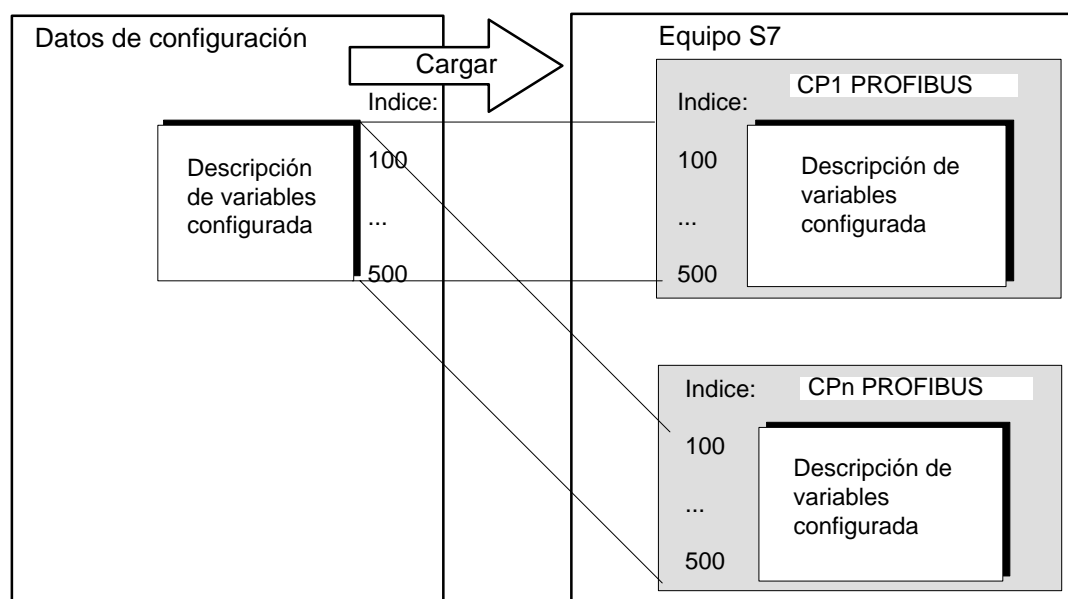 Datos de configuración
Cargar
Indice:
Descripción
de variables
configurada
100
...
500
Equipo S7
CP1 PROFIBUS
Indice:
100
...
500
Descripción de
variables
configurada
CPn PROFIBUS
Indice:
100
...
500
Descripción de
variables
configurada